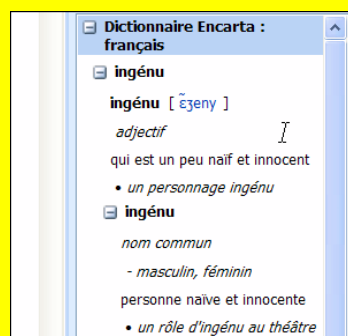 Dictionnaire Encarta :
français
ingénu
ingénu [ ɛ̃ʒeny ]
adjectif
qui est un peu naïf et innocent
• un personnage ingénu
ingénu
nom commun
- masculin, féminin
personne naïve et innocente
• un rôle d'ingénu au théâtre